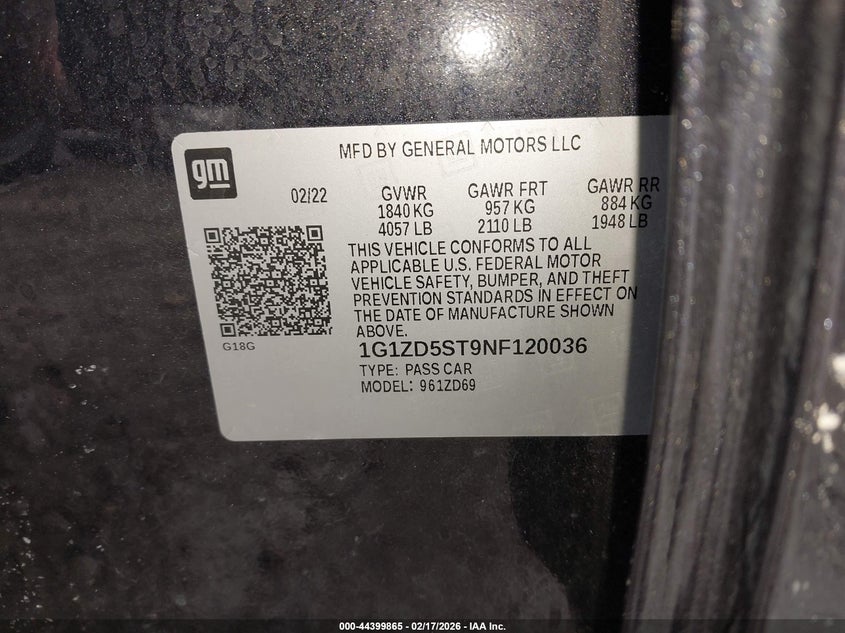 gm
MFD BY GENERAL MOTORS LLC
02/22
GVWR
1840 KG
4057 LB
GAWR FRT
957 KG
2110 LB
GAWR RR
884 KG
1948 LB
THIS VEHICLE CONFORMS TO ALL
APPLICABLE U.S. FEDERAL MOTOR
VEHICLE SAFETY, BUMPER, AND THEFT
PREVENTION STANDARDS IN EFFECT ON
THE DATE OF MANUFACTURE SHOWN
ABOVE.
G18G
1G1ZD5ST9NF120036
TYPE: PASS CAR
MODEL: 961ZD69
000-44399865 - 02/17/2026 - IAA Inc.